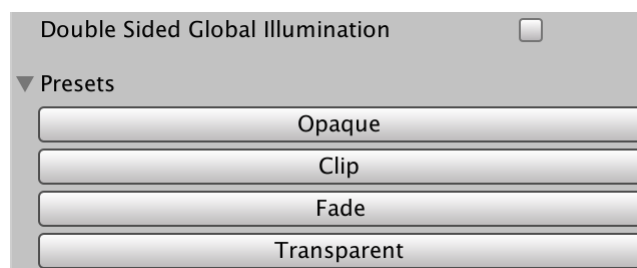 Double Sided Global Illumination
Presets
Opaque
Clip
Fade
Transparent